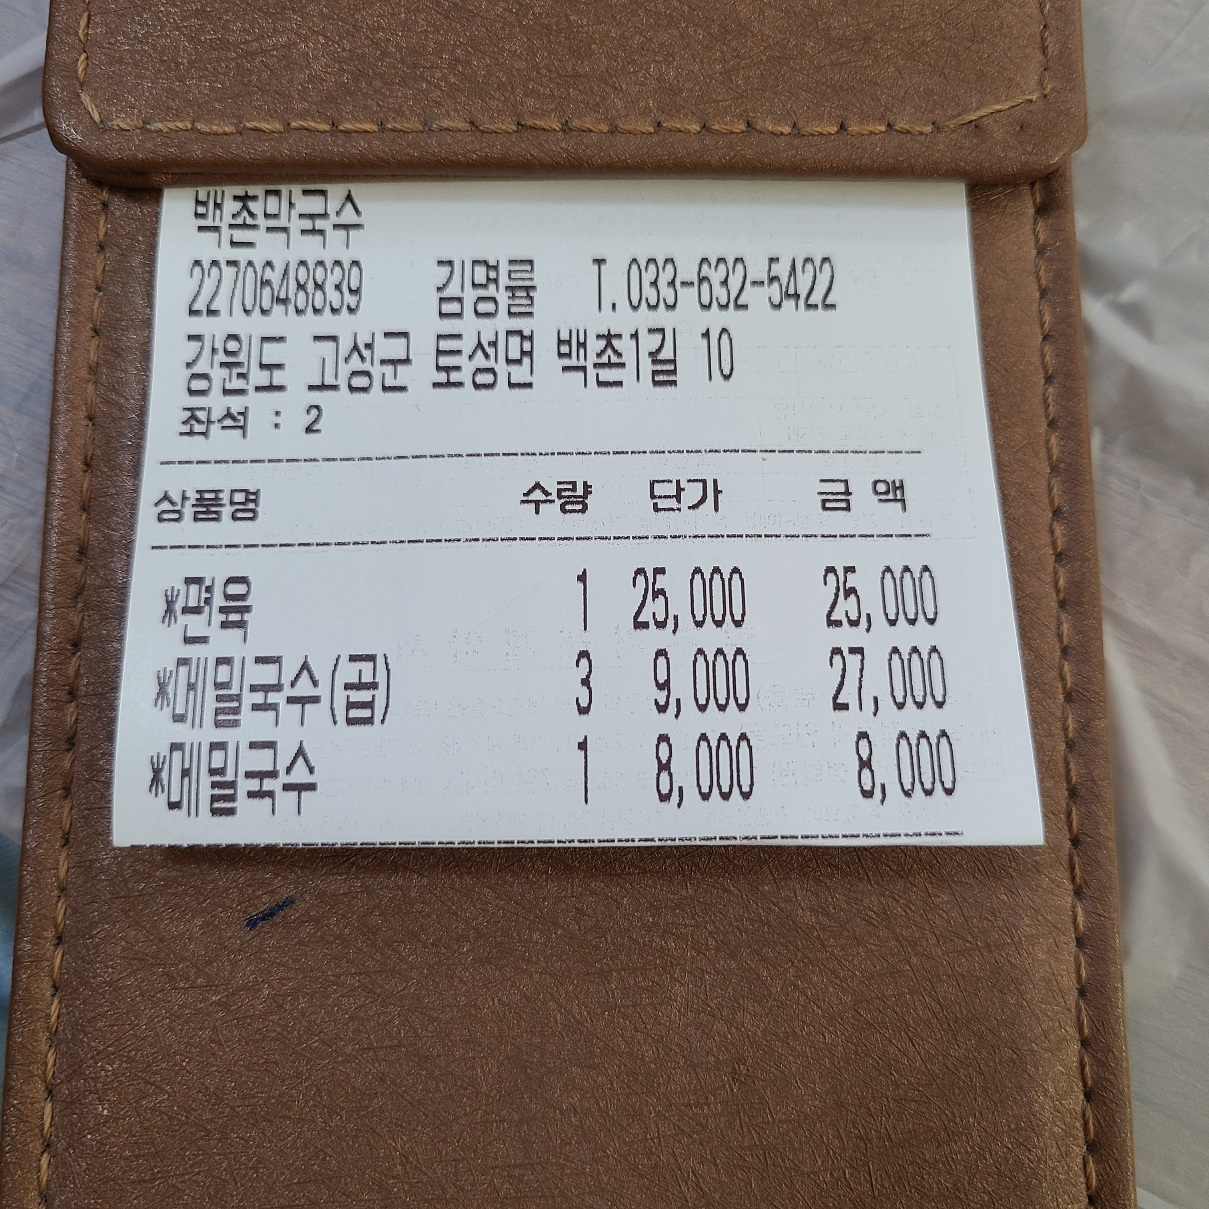 백촌막국수
2270648839 김명률 T.033-632-5422
강원도 고성군 토성면 백촌1길 10
좌석 : 2
상품명 수량 단가 금 액
*편육 1 25,000 25,000
*메밀국수(곱) 3 9,000 27,000
*메밀국수 1 8,000 8,000